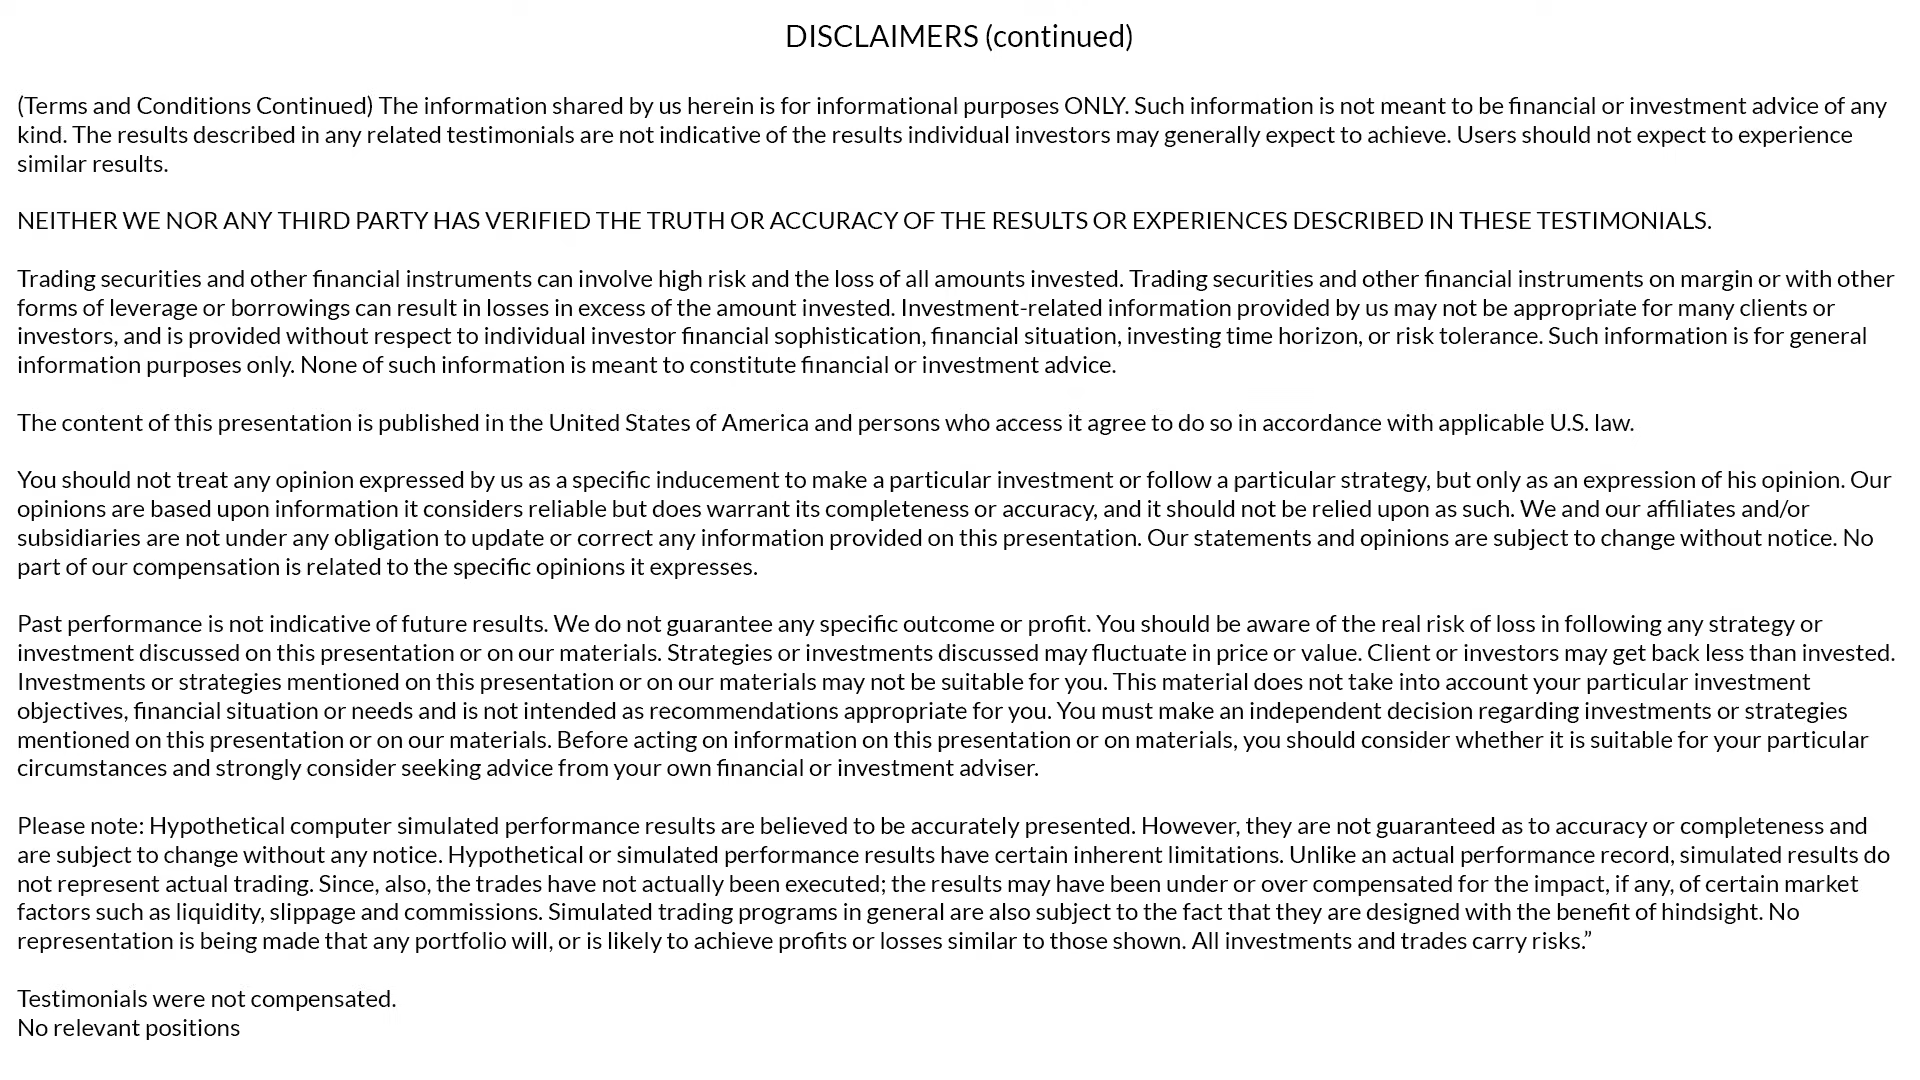 DISCLAIMERS (continued)
(Terms and Conditions Continued) The information shared by us herein is for informational purposes ONLY. Such information is not meant to be financial or investment advice of any
kind. The results described in any related testimonials are not indicative of the results individual investors may generally expect to achieve. Users should not expect to experience
similar results.
NEITHER WE NOR ANY THIRD PARTY HAS VERIFIED THE TRUTH OR ACCURACY OF THE RESULTS OR EXPERIENCES DESCRIBED IN THESE TESTIMONIALS.
Trading securities and other financial instruments can involve high risk and the loss of all amounts invested. Trading securities and other financial instruments on margin or with other
forms of leverage or borrowings can result in losses in excess of the amount invested. Investment-related information provided by us may not be appropriate for many clients or
investors, and is provided without respect to individual investor financial sophistication, financial situation, investing time horizon, or risk tolerance. Such information is for general
information purposes only. None of such information is meant to constitute financial or investment advice.
The content of this presentation is published in the United States of America and persons who access it agree to do so in accordance with applicable U.S. law.
You should not treat any opinion expressed by us as a specific inducement to make a particular investment or follow a particular strategy, but only as an expression of his opinion. Our
opinions are based upon information it considers reliable but does warrant its completeness or accuracy, and it should not be relied upon as such. We and our affiliates and/or
subsidiaries are not under any obligation to update or correct any information provided on this presentation. Our statements and opinions are subject to change without notice. No
part of our compensation is related to the specific opinions it expresses.
Past performance is not indicative of future results. We do not guarantee any specific outcome or profit. You should be aware of the real risk of loss in following any strategy or
investment discussed on this presentation or on our materials. Strategies or investments discussed may fluctuate in price or value. Client or investors may get back less than invested.
Investments or strategies mentioned on this presentation or on our materials may not be suitable for you. This material does not take into account your particular investment
objectives, financial situation or needs and is not intended as recommendations appropriate for you. You must make an independent decision regarding investments or strategies
mentioned on this presentation or on our materials. Before acting on information on this presentation or on materials, you should consider whether it is suitable for your particular
circumstances and strongly consider seeking advice from your own financial or investment adviser.
Please note: Hypothetical computer simulated performance results are believed to be accurately presented. However, they are not guaranteed as to accuracy or completeness and
are subject to change without any notice. Hypothetical or simulated performance results have certain inherent limitations. Unlike an actual performance record, simulated results do
not represent actual trading. Since, also, the trades have not actually been executed; the results may have been under or over compensated for the impact, if any, of certain market
factors such as liquidity, slippage and commissions. Simulated trading programs in general are also subject to the fact that they are designed with the benefit of hindsight. No
representation is being made that any portfolio will, or is likely to achieve profits or losses similar to those shown. All investments and trades carry risks.”
Testimonials were not compensated.
No relevant positions